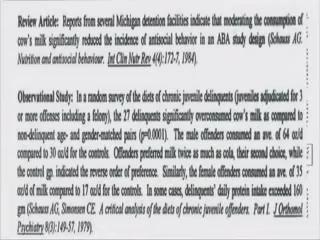 Review Article: Reports from several Michigan detention facilities indicate that moderating the consumption of
cow's milk significantly reduced the incidence of antisocial behavior in an ABA study design (Schauss AG.
Nutrition and antisocial behaviour. Int Clin Nutr Rev 4(4):172-7, 1984).
Observational Study: In a random survey of the diets of chronic juvenile delinquents (juveniles adjudicated for 3
or more offenses including a felony), the 27 delinquents significantly overconsumed cow's milk as compared to
non-delinquent age- and gender-matched pairs (p=0.0001). The male offenders consumed an ave. of 64 oz/d
compared to 30 oz/d for the controls. Offenders preferred milk twice as much as cola, their second choice, while
the control gp. indicated the reverse order of preference. Similarly, the female offenders consumed an ave. of 35
oz/d of milk compared to 17 oz/d for the controls. In some cases, delinquents' daily protein intake exceeded 160
gm (Schauss AG, Simonsen CE. A critical analysis of the diets of chronic juvenile offenders. Part I. J Orthomol
Psychiatry 8(3):149-57, 1979).